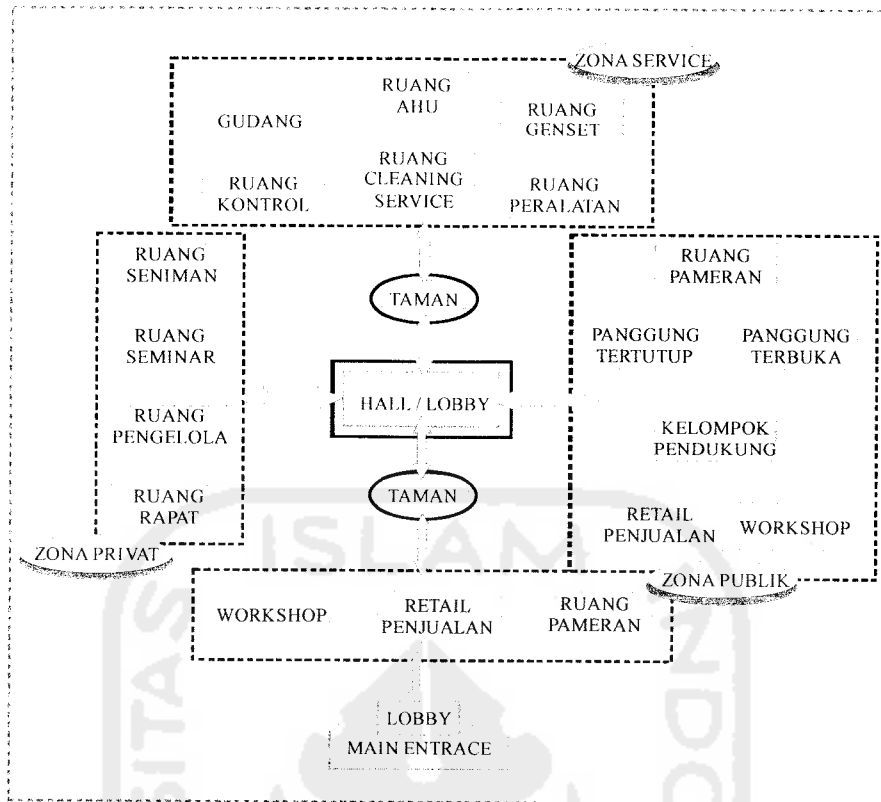 ZONA SERVICE
RUANG
AHU
GUDANG
RUANG
GENSET
RUANG
KONTROL
RUANG
CLEANING
SERVICE
RUANG
PERALATAN
RUANG
SENIMAN
RUANG
SEMINAR
RUANG
PENGELOLA
RUANG
RAPAT
ZONA PRIVAT
TAMAN
HALL / LOBBY
TAMAN
RUANG
PAMERAN
PANGGUNG
TERTUTUP
PANGGUNG
TERBUKA
KELOMPOK
PENDUKUNG
RETAIL
PENJUALAN
WORKSHOP
ZONA PUBLIK
WORKSHOP
RETAIL
PENJUALAN
RUANG
PAMERAN
LOBBY
MAIN ENTRACE
ISLAM